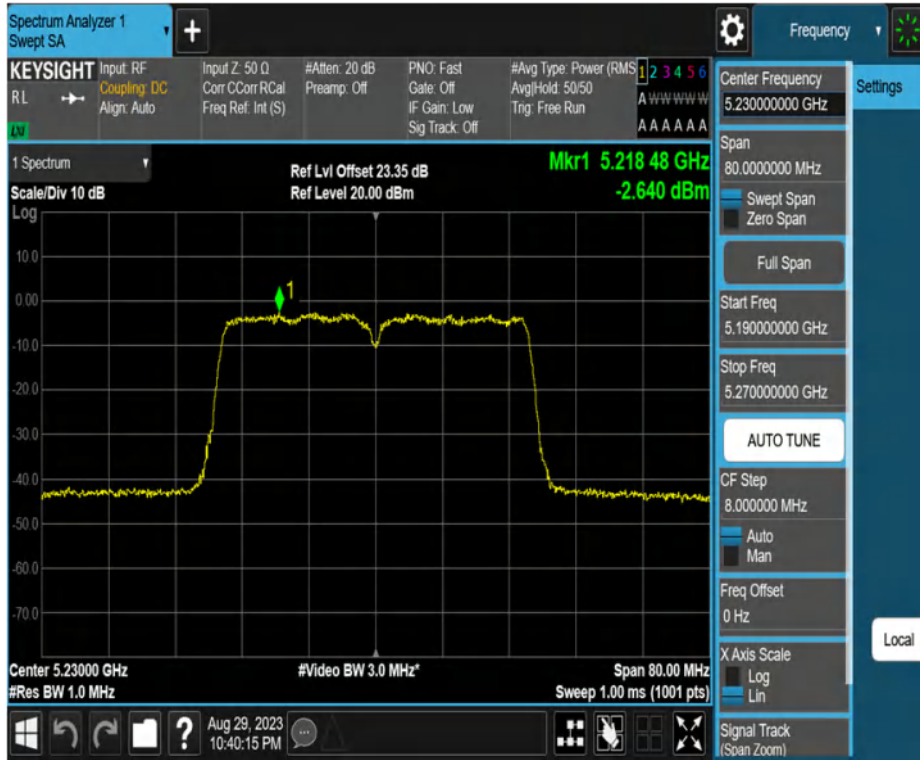 Spectrum Analyzer 1
Swept SA
+
Frequency
KEYSIGHT
RL
LXI
Input: RF
Coupling: DC
Align: Auto
Input Z: 50 Ω
Corr CCorr RCal
Freq Ref: Int (S)
#Atten: 20 dB
Preamp: Off
PNO: Fast
Gate: Off
IF Gain: Low
Sig Track: Off
#Avg Type: Power (RMS
Avg|Hold: 50/50
Trig: Free Run
1 2 3 4 5 6
A W W W W W
A A A A A A
1 Spectrum
Scale/Div 10 dB
Ref Lvl Offset 23.35 dB
Ref Level 20.00 dBm
Mkr1 5.218 48 GHz
-2.640 dBm
Log
10.0
0.00
-10.0
-20.0
-30.0
-40.0
-50.0
-60.0
-70.0
1
Center 5.23000 GHz
#Res BW 1.0 MHz
#Video BW 3.0 MHz*
Span 80.00 MHz
Sweep 1.00 ms (1001 pts)
?
Aug 29, 2023
10:40:15 PM
Center Frequency
5.230000000 GHz
Span
80.0000000 MHz
Swept Span
Zero Span
Full Span
Start Freq
5.190000000 GHz
Stop Freq
5.270000000 GHz
AUTO TUNE
CF Step
8.000000 MHz
Auto
Man
Freq Offset
0 Hz
X Axis Scale
Log
Lin
Signal Track
(Span Zoom)
Settings
Local